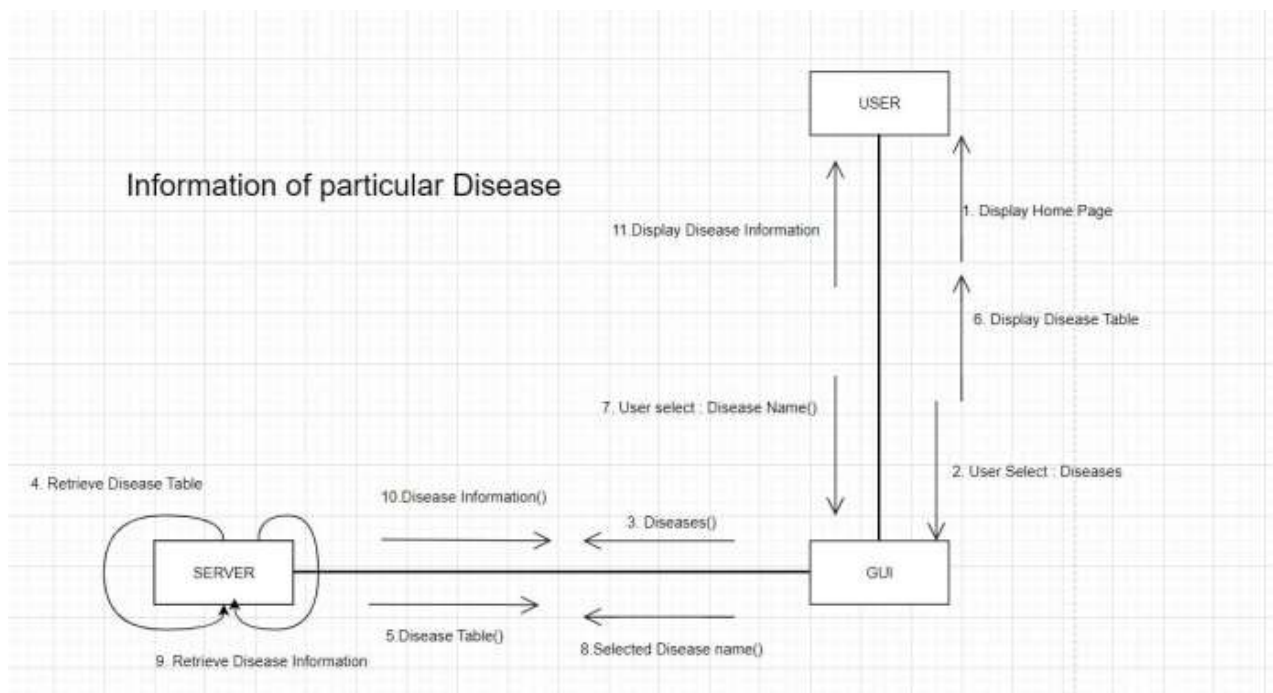 USER
Information of particular Disease
1. Display Home Page
11.Display Disease Information
6. Display Disease Table
7. User select : Disease Name()
2. User Select : Diseases
4. Retrieve Disease Table
10.Disease Information()
3. Diseases()
SERVER
GUI
5.Disease Table()
8.Selected Disease name()
9. Retrieve Disease Information